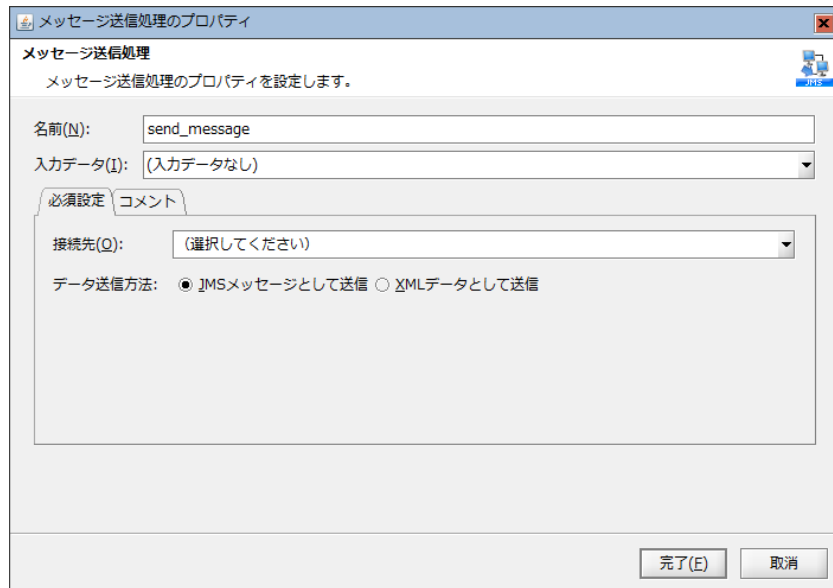 メッセージ送信処理のプロパティ
メッセージ送信処理
メッセージ送信処理のプロパティを設定します。
JMS
名前(N): send_message
入力データ(I): (入力データなし)
必須設定 コメント
接続先(O): (選択してください)
データ送信方法: JMSメッセージとして送信 XMLデータとして送信
完了(F) 取消